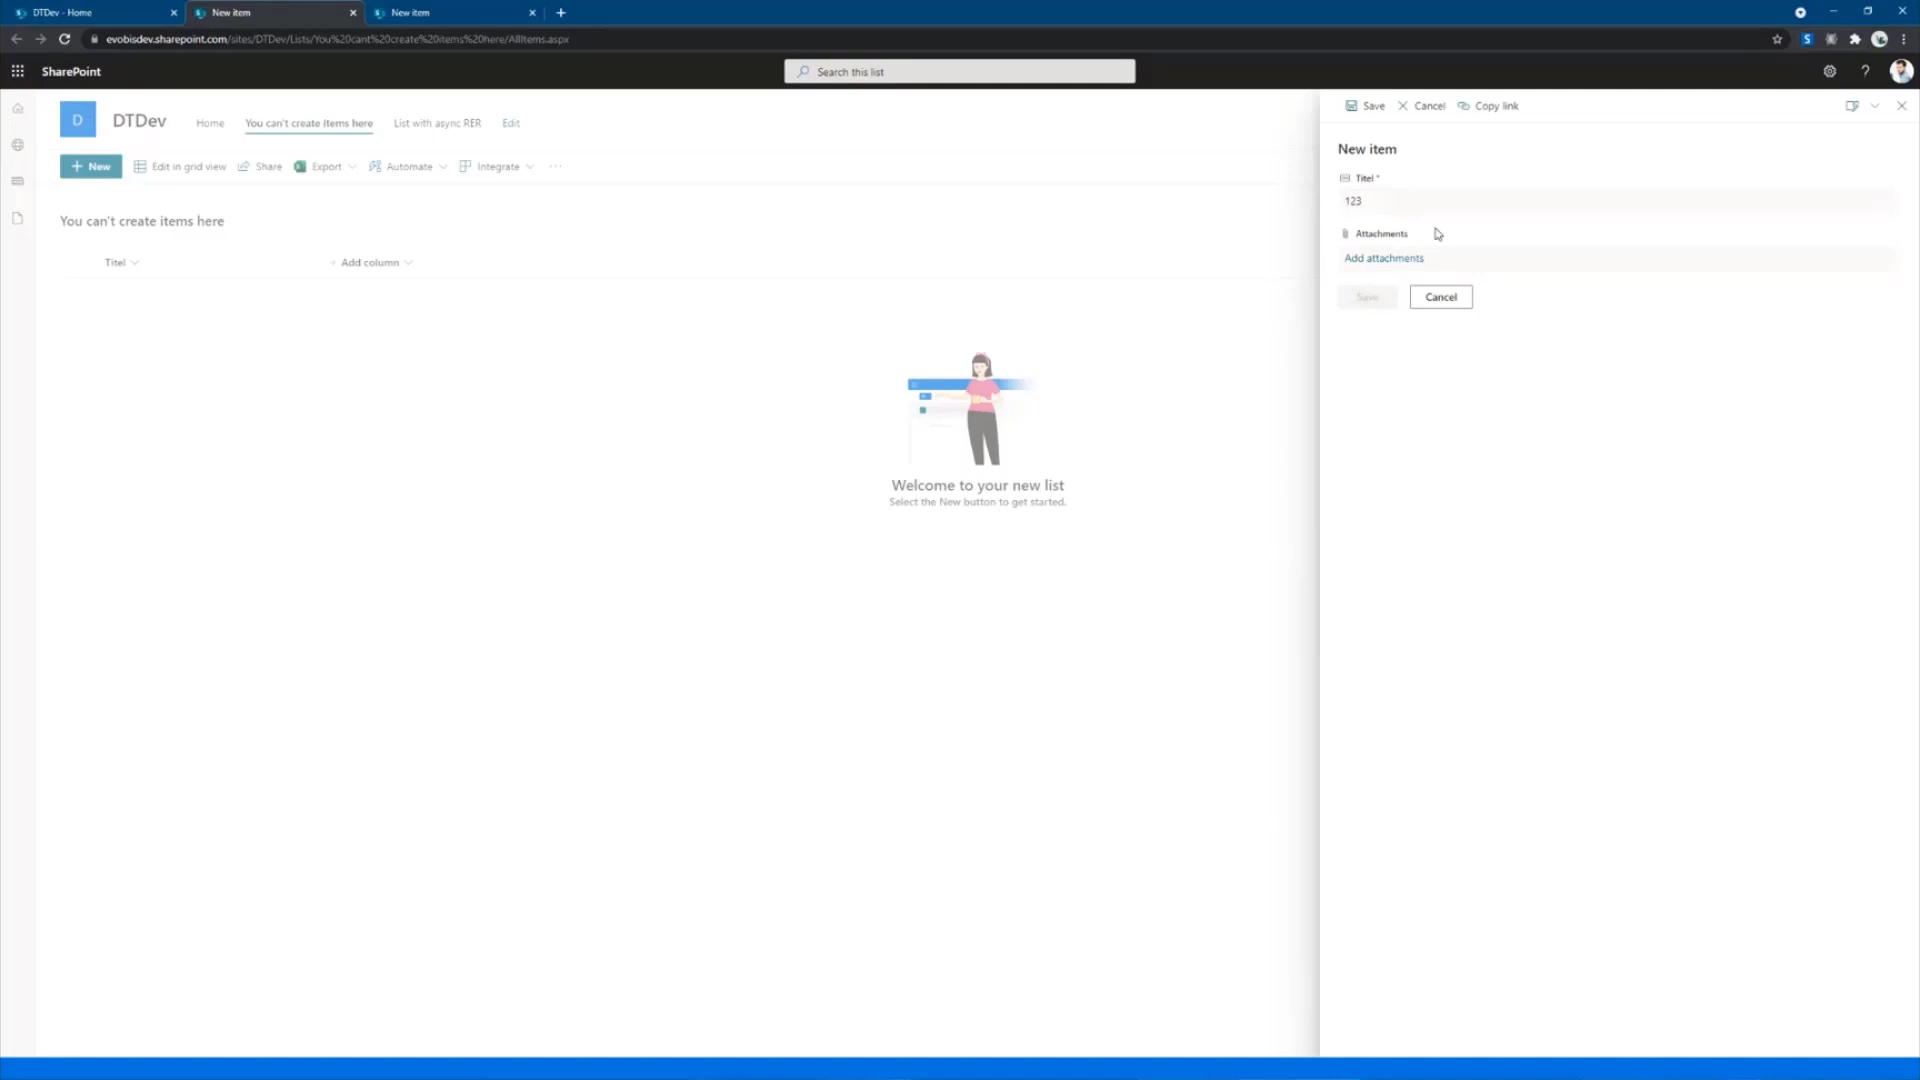 DTDev - Home
New item
New item
evobisdev.sharepoint.com/sites/DTDev/Lists/You%20cant%20create%20items%20here/AllItems.aspx
SharePoint
Search this list
D
DTDev
Home
You can't create items here
List with async RER
Edit
New
Edit in grid view
Share
Export
Automate
Integrate
You can't create items here
Titel
+ Add column
Welcome to your new list
Select the New button to get started.
Save
Cancel
Copy link
New item
Titel *
123
Attachments
Add attachments
Save
Cancel